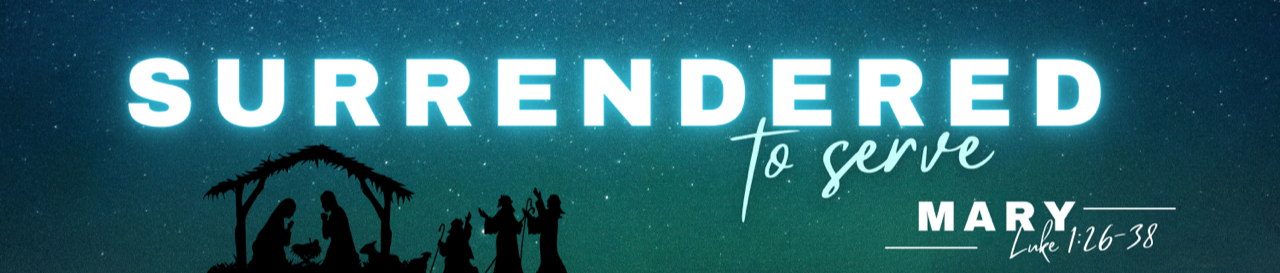 SURRENDERED
to serve
MARY
Luke 1:26-38